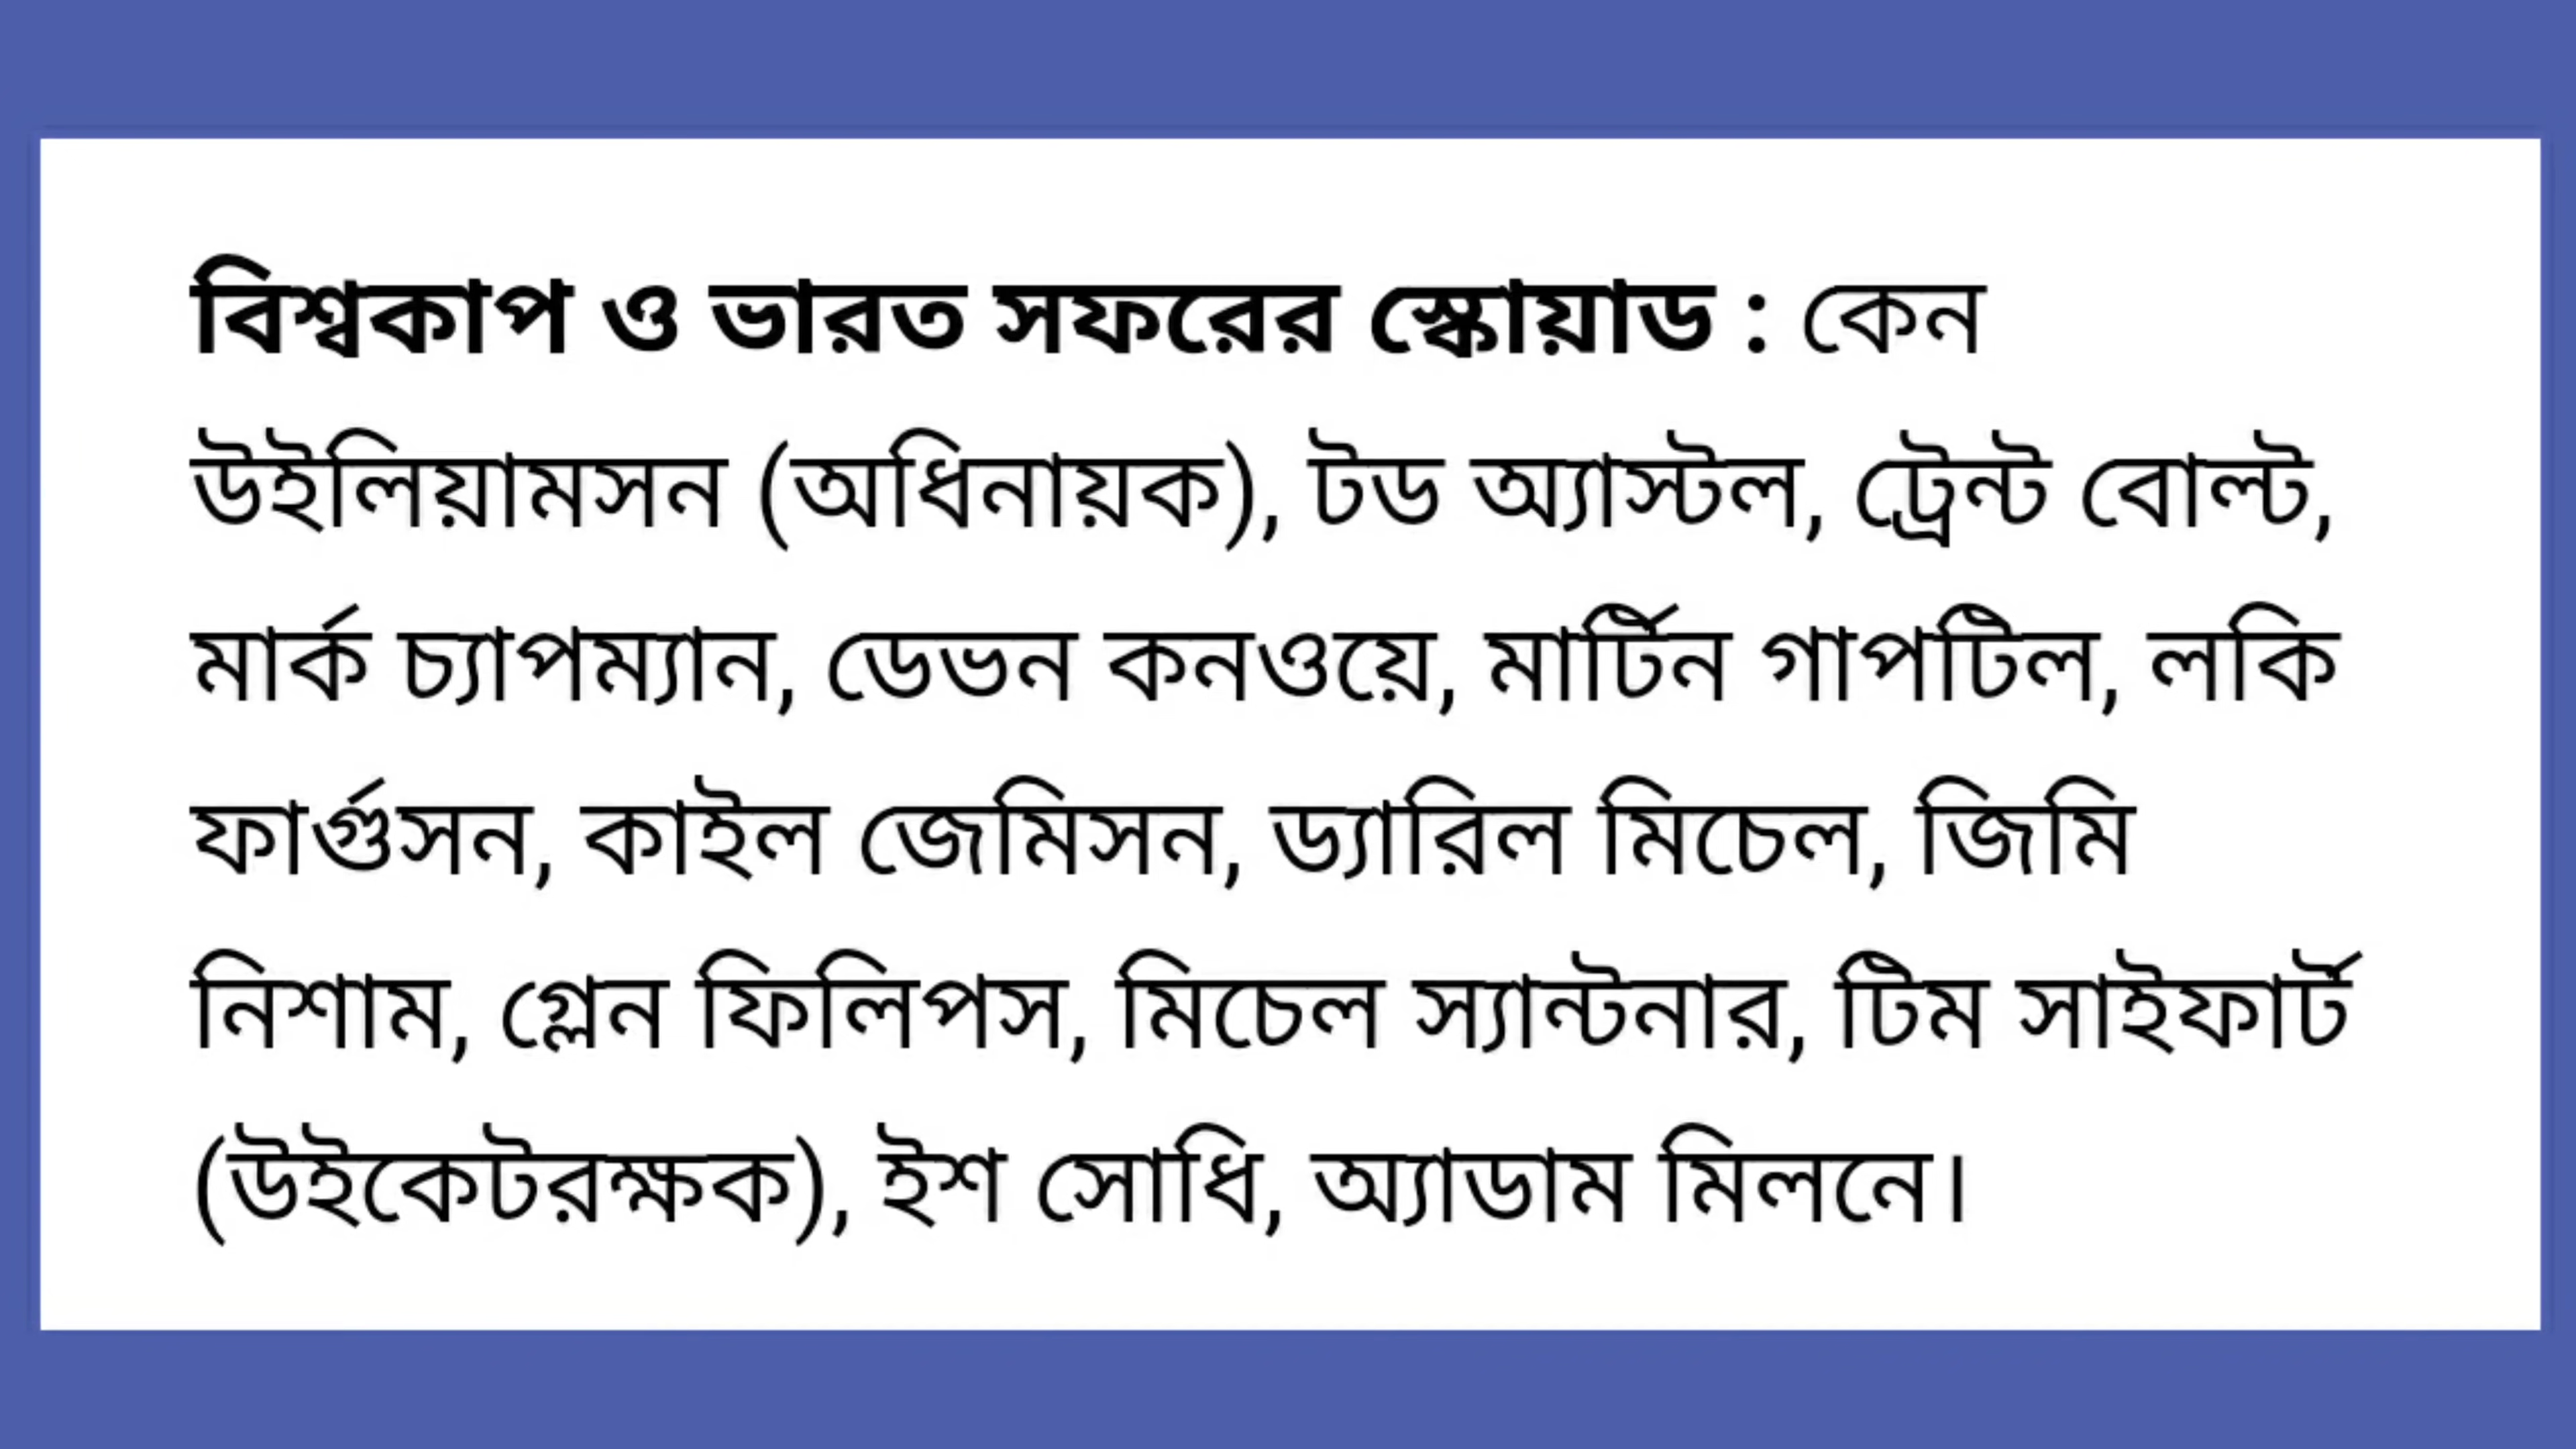 বিশ্বকাপ ও ভারত সফরের স্কোয়াড : কেন
উইলিয়ামসন (অধিনায়ক), টড অ্যাস্টল, ট্রেন্ট বোল্ট,
মার্ক চ্যাপম্যান, ডেভন কনওয়ে, মার্টিন গাপটিল, লকি
ফার্গুসন, কাইল জেমিসন, ড্যারিল মিচেল, জিমি
নিশাম, গ্লেন ফিলিপস, মিচেল স্যান্টনার, টিম সাইফার্ট
(উইকেটরক্ষক), ইশ সোধি, অ্যাডাম মিলনে।